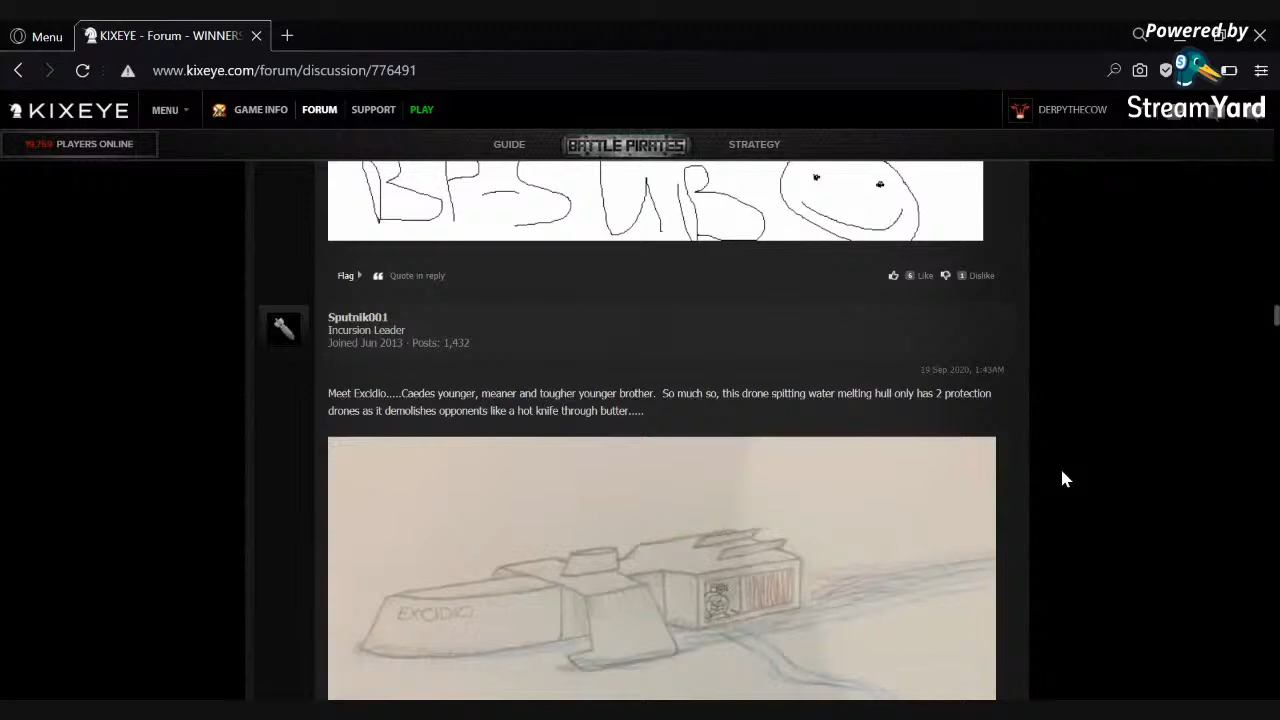 Menu
KIXEYE - Forum - WINNERS
Powered by
www.kixeye.com/forum/discussion/776491
StreamYard
KIXEYE
MENU
GAME INFO
FORUM
SUPPORT
PLAY
DERPYTHECOW
19,759 PLAYERS ONLINE
GUIDE
BATTLE PIRATES
STRATEGY
Flag
Quote in reply
6 Like
1 Dislike
Sputnik001
Incursion Leader
Joined Jun 2013 · Posts: 1,432
19 Sep 2020, 1:43AM
Meet Excidio.....Caedes younger, meaner and tougher younger brother. So much so, this drone spitting water melting hull only has 2 protection
drones as it demolishes opponents like a hot knife through butter.....
EXCIDIO